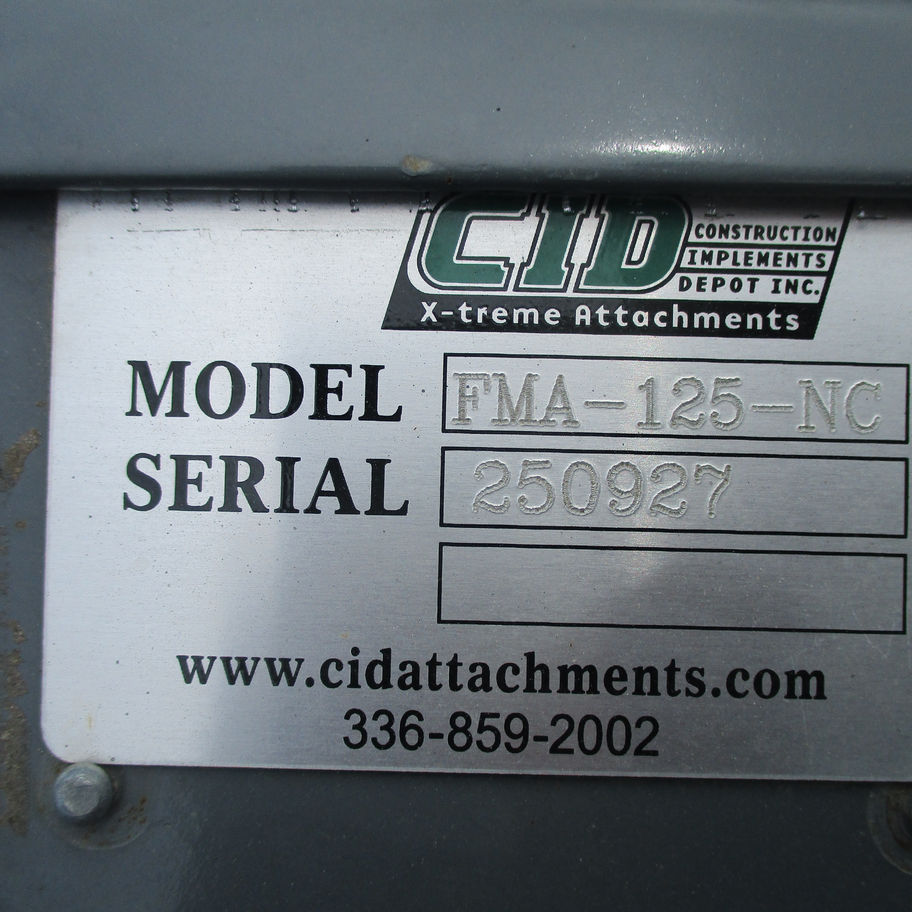 CID
CONSTRUCTION
IMPLEMENTS
DEPOT INC.
X-treme Attachments
MODEL FMA-125-NC
SERIAL 250927
www.cidattachments.com
336-859-2002